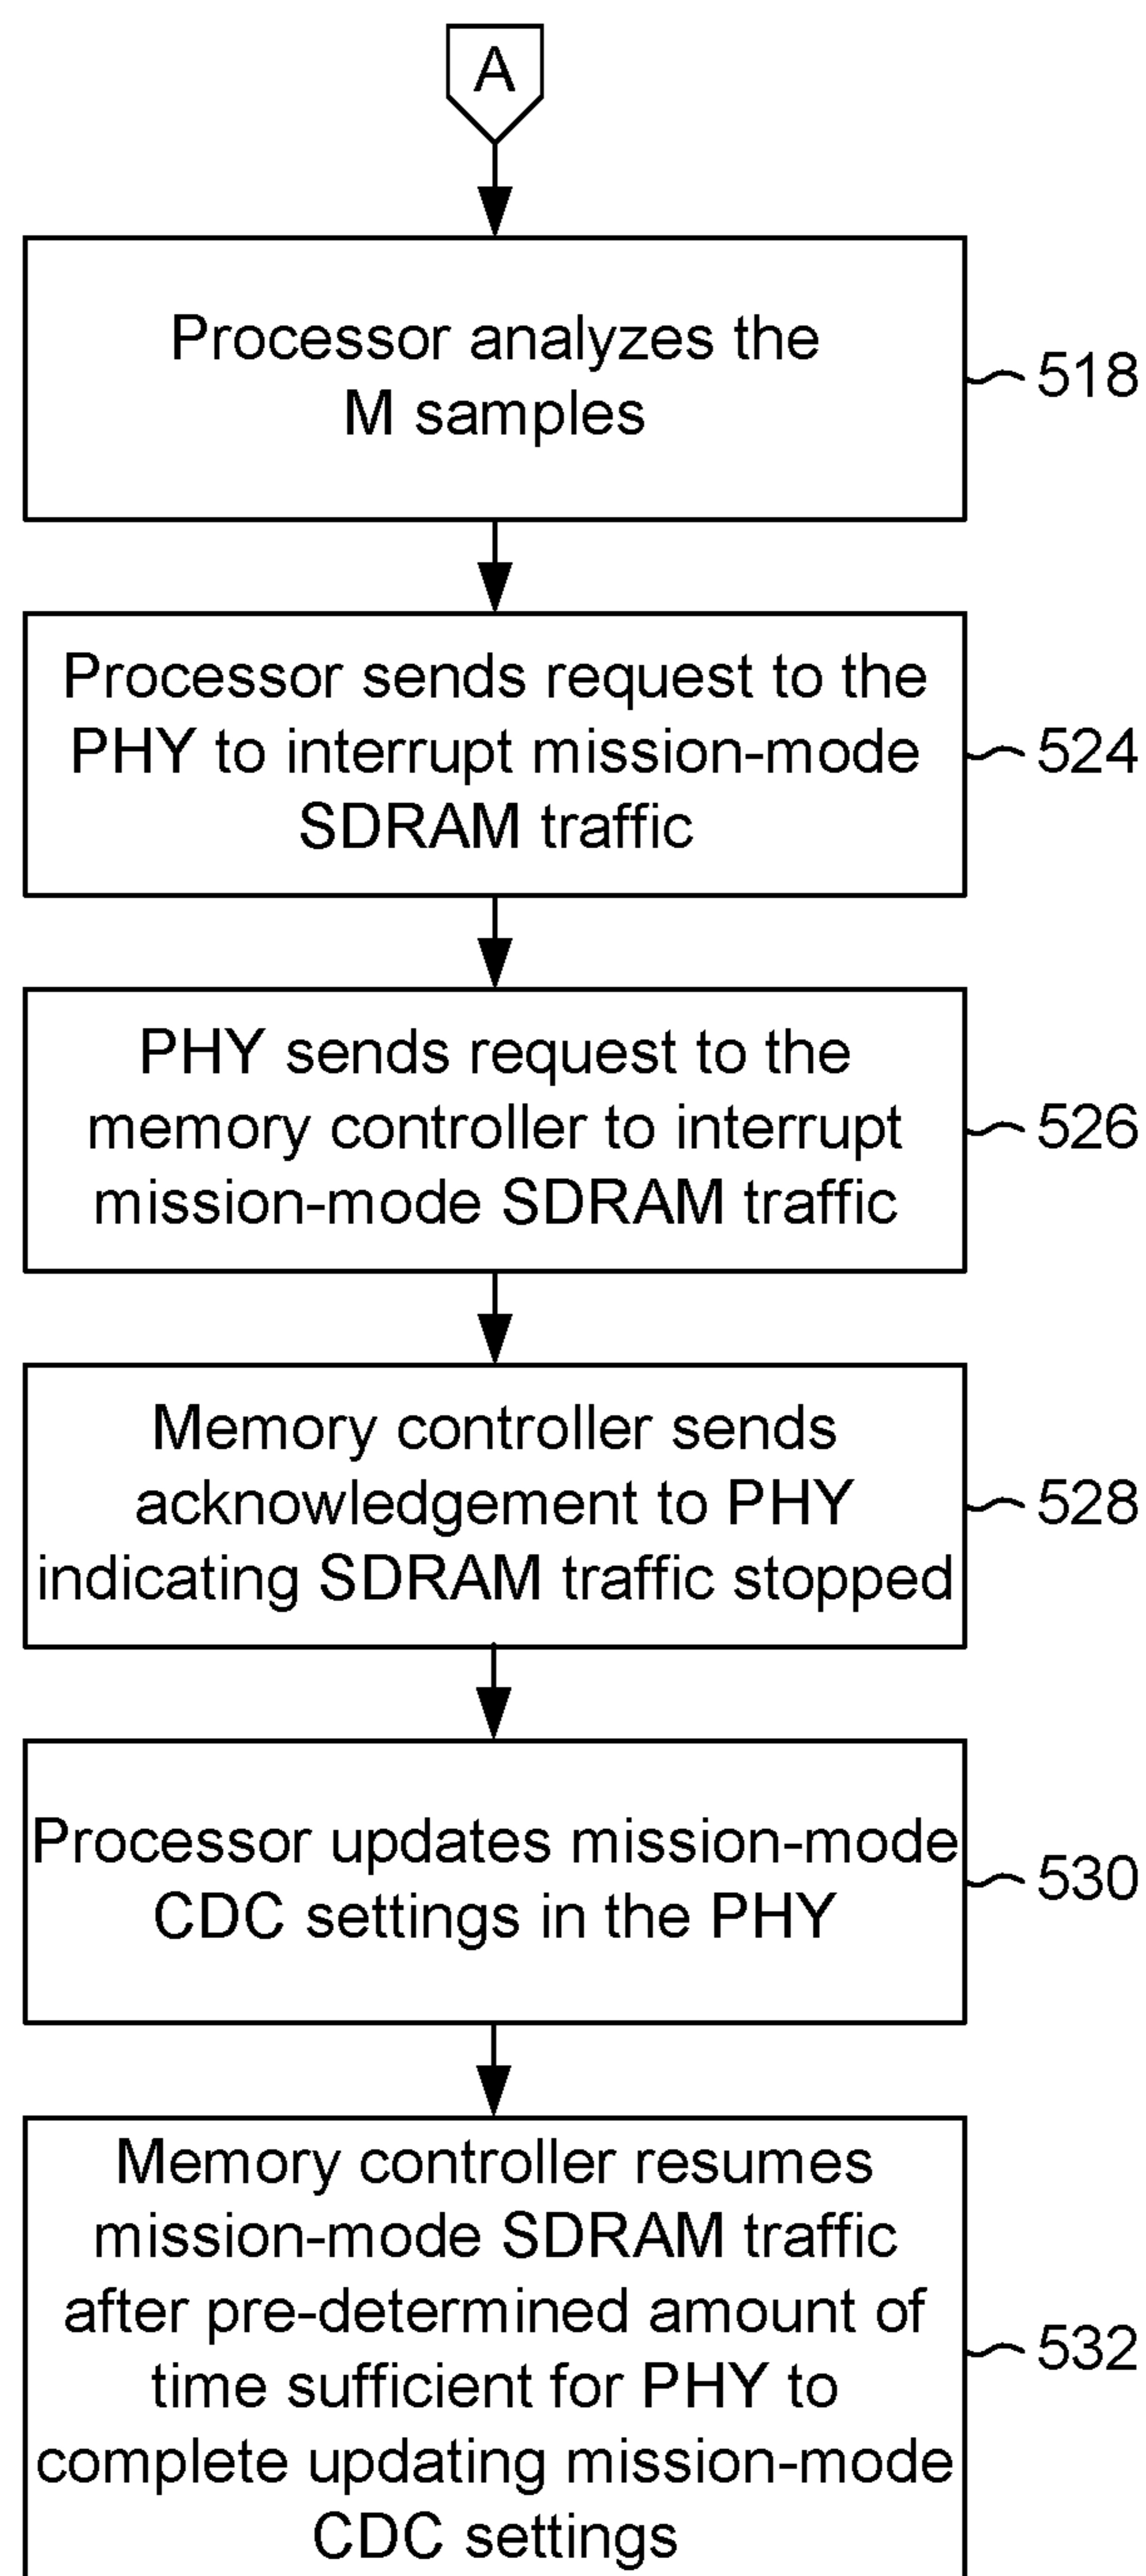 A
Processor analyzes the
M samples
518
Processor sends request to the
PHY to interrupt mission-mode
SDRAM traffic
524
PHY sends request to the
memory controller to interrupt
mission-mode SDRAM traffic
526
Memory controller sends
acknowledgement to PHY
indicating SDRAM traffic stopped
528
Processor updates mission-mode
CDC settings in the PHY
530
Memory controller resumes
mission-mode SDRAM traffic
after pre-determined amount of
time sufficient for PHY to
complete updating mission-mode
CDC settings
532